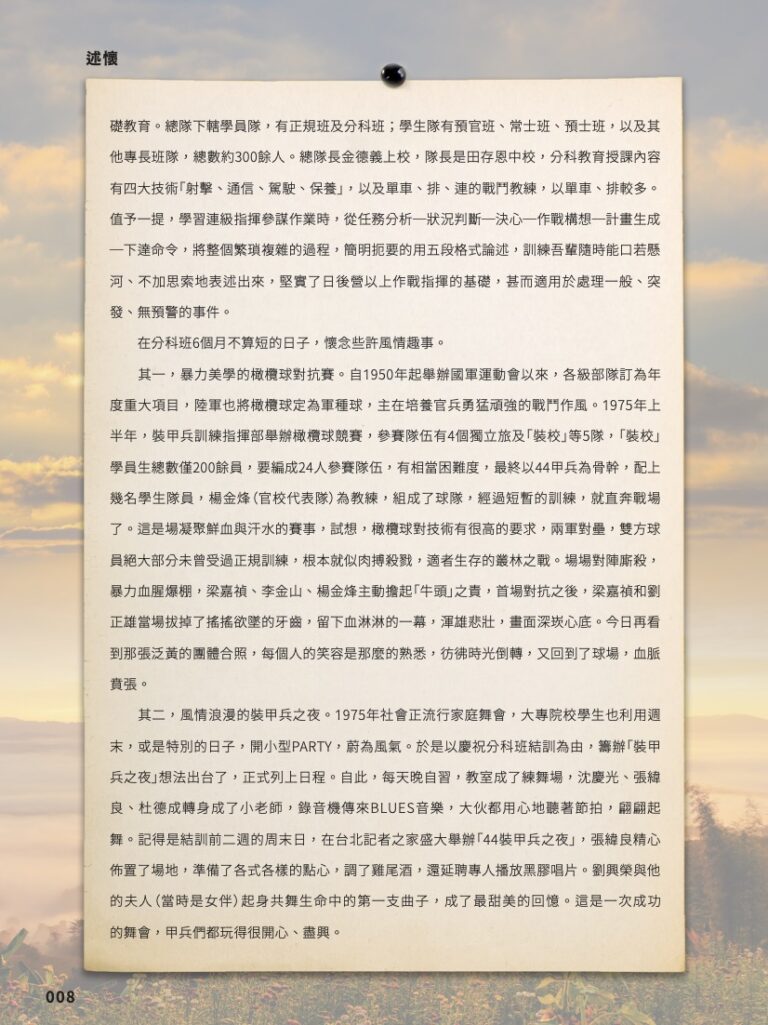 述懷
礎教育。總隊下轄學員隊，有正規班及分科班；學生隊有預官班、常士班、預士班，以及其
他專長班隊，總數約300餘人。總隊長金德義上校，隊長是田存恩中校，分科教育授課內容
有四大技術「射擊、通信、駕駛、保養」，以及單車、排、連的戰鬥教練，以單車、排較多。
值予一提，學習連級指揮參謀作業時，從任務分析─狀況判斷─決心─作戰構想─計畫生成
─下達命令，將整個繁瑣複雜的過程，簡明扼要的用五段格式論述，訓練吾輩隨時能口若懸
河、不加思索地表述出來，堅實了日後營以上作戰指揮的基礎，甚而適用於處理一般、突
發、無預警的事件。
在分科班6個月不算短的日子，懷念些許風情趣事。
其一，暴力美學的橄欖球對抗賽。自1950年起舉辦國軍運動會以來，各級部隊訂為年
度重大項目，陸軍也將橄欖球定為軍種球，主在培養官兵勇猛頑強的戰鬥作風。1975年上
半年，裝甲兵訓練指揮部舉辦橄欖球競賽，參賽隊伍有4個獨立旅及「裝校」等5隊，「裝校」
學員生總數僅200餘員，要編成24人參賽隊伍，有相當困難度，最終以44甲兵為骨幹，配上
幾名學生隊員，楊金烽（官校代表隊）為教練，組成了球隊，經過短暫的訓練，就直奔戰場
了。這是場凝聚鮮血與汗水的賽事，試想，橄欖球對技術有很高的要求，兩軍對壘，雙方球
員絕大部分未曾受過正規訓練，根本就似肉搏殺戮，適者生存的叢林之戰。場場對陣廝殺，
暴力血腥爆棚，梁嘉禎、李金山、楊金烽主動擔起「牛頭」之責，首場對抗之後，梁嘉禎和劉
正雄當場拔掉了搖搖欲墜的牙齒，留下血淋淋的一幕，渾雄悲壯，畫面深崁心底。今日再看
到那張泛黃的團體合照，每個人的笑容是那麼的熟悉，彷彿時光倒轉，又回到了球場，血脈
賁張。
其二，風情浪漫的裝甲兵之夜。1975年社會正流行家庭舞會，大專院校學生也利用週
末，或是特別的日子，開小型PARTY，蔚為風氣。於是以慶祝分科班結訓為由，籌辦「裝甲
兵之夜」想法出台了，正式列上日程。自此，每天晚自習，教室成了練舞場，沈慶光、張緯
良、杜德成轉身成了小老師，錄音機傳來BLUES音樂，大伙都用心地聽著節拍，翩翩起
舞。記得是結訓前二週的周末日，在台北記者之家盛大舉辦「44裝甲兵之夜」，張緯良精心
佈置了場地，準備了各式各樣的點心，調了雞尾酒，還延聘專人播放黑膠唱片。劉興榮與他
的夫人（當時是女伴）起身共舞生命中的第一支曲子，成了最甜美的回憶。這是一次成功
的舞會，甲兵們都玩得很開心、盡興。
008